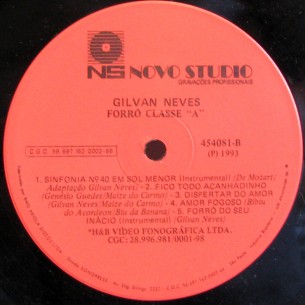 NS NOVO STUDIO
GRAVAÇÕES PROFISSIONAIS
GILVAN NEVES
FORRÓ CLASSE "A"
454081-B
(P) 1993
1. SINFONIA Nº 40 EM SOL MENOR (Instrumental) (De Mozart)
Adaptação Gilvan Neves) - 2. FICO TODO ACANHADINHO
(Genésio Guedes/Maize do Carmo) - 3. DISPERTAR DO AMOR
(Gilvan Neves/Maize do Carmo) - 4. AMOR FOGOSO (Bihiu
do Acordeon/Biu da Banana) - 5. FORRÓ DO SEU
INÁCIO (Instrumental) (Gilvan Neves)
"H&B VÍDEO FONOGRÁFICA LTDA.
CGC: 28.996.981/0001-98